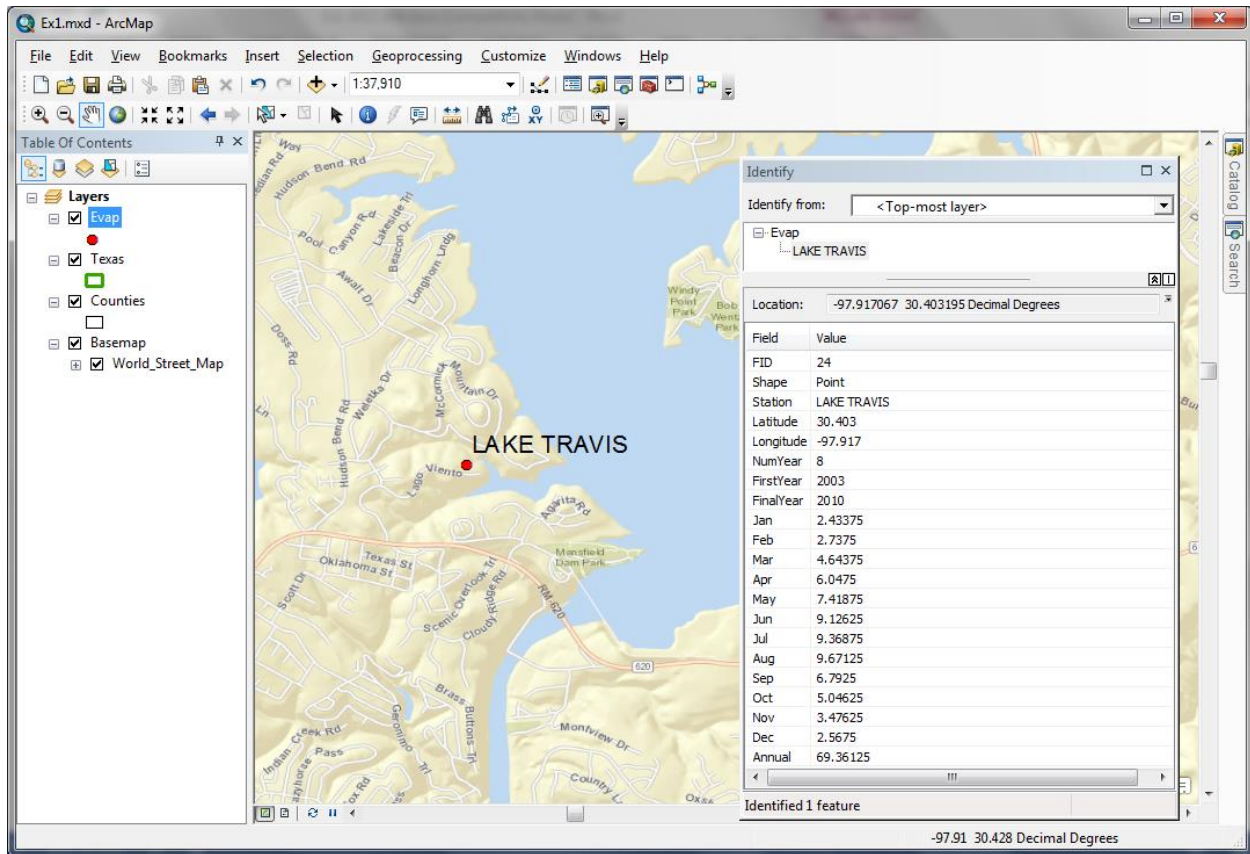 Ex1.mxd - ArcMap
File Edit View Bookmarks Insert Selection Geoprocessing Customize Windows Help
1:37,910
Table Of Contents
Layers
Evap
Texas
Counties
Basemap
World_Street_Map
Way
Hudson Bend Rd
Pool Canyon Rd
Lakeside Trl
Beacon Dr
Longhorn Lndg
Awalt Dr
Doss Rd
Weletka Dr
McCormick Mountain Dr
Ln
Hudson Bend Rd
LAKE TRAVIS
Lago Viento
Agarita Rd
Windy Point Park
Bob Wentz Park
Oklahoma St
Texas St
Mansfield Dam Park
Scott Dr
Scenic Overlook Trl
Cloudy Ridge Rd
RM 620
620
Brass Buttons Trl
Geronimo Trl
Creek Rd
Indian
Pass
Montview Dr
Country
Identify
Identify from: <Top-most layer>
Evap
LAKE TRAVIS
Location: -97.917067 30.403195 Decimal Degrees
Field Value
FID 24
Shape Point
Station LAKE TRAVIS
Latitude 30.403
Longitude -97.917
NumYear 8
FirstYear 2003
FinalYear 2010
Jan 2.43375
Feb 2.7375
Mar 4.64375
Apr 6.0475
May 7.41875
Jun 9.12625
Jul 9.36875
Aug 9.67125
Sep 6.7925
Oct 5.04625
Nov 3.47625
Dec 2.5675
Annual 69.36125
Identified 1 feature
Catalog
Search
-97.91 30.428 Decimal Degrees